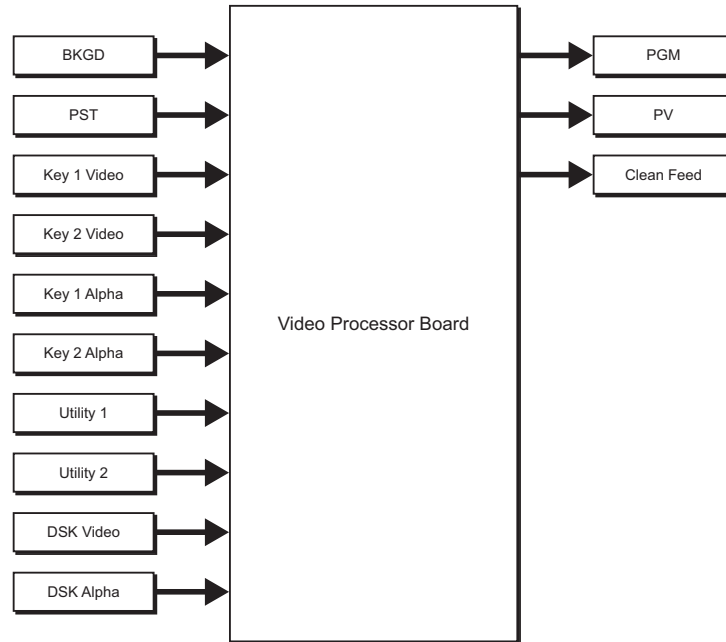 BKGD
PST
Key 1 Video
Key 2 Video
Key 1 Alpha
Key 2 Alpha
Utility 1
Utility 2
DSK Video
DSK Alpha
Video Processor Board
PGM
PV
Clean Feed